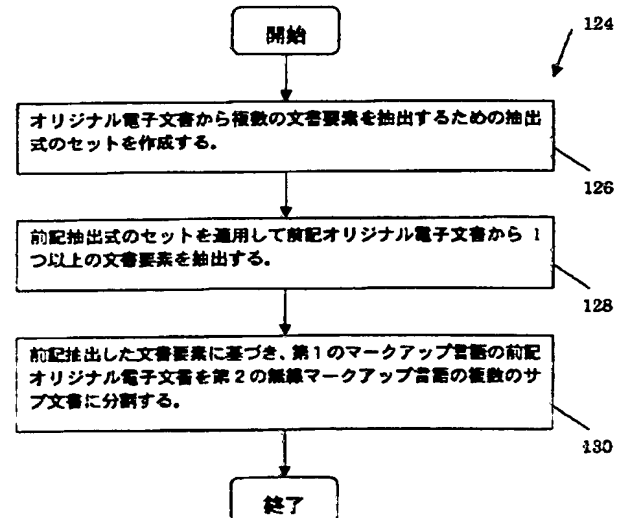 開始
124
オリジナル電子文書から複数の文書要素を抽出するための抽出
式のセットを作成する。
126
前記抽出式のセットを適用して前記オリジナル電子文書から 1
つ以上の文書要素を抽出する。
128
前記抽出した文書要素に基づき、第1のマークアップ言語の前記
オリジナル電子文書を第2の無線マークアップ言語の複数のサ
ブ文書に分割する。
130
終了